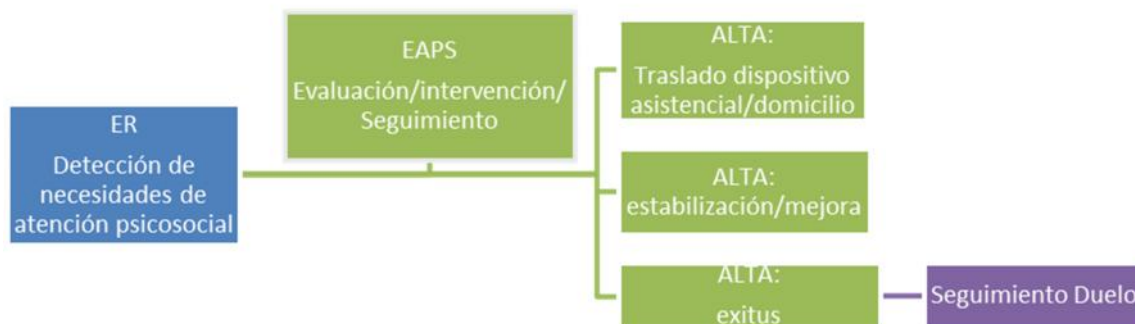 ER
Detección de
necesidades de
atención psicosocial
EAPS
Evaluación/intervención/
Seguimiento
ALTA:
Traslado dispositivo
asistencial/domicilio
ALTA:
estabilización/mejora
ALTA:
exitus
Seguimiento Duelo